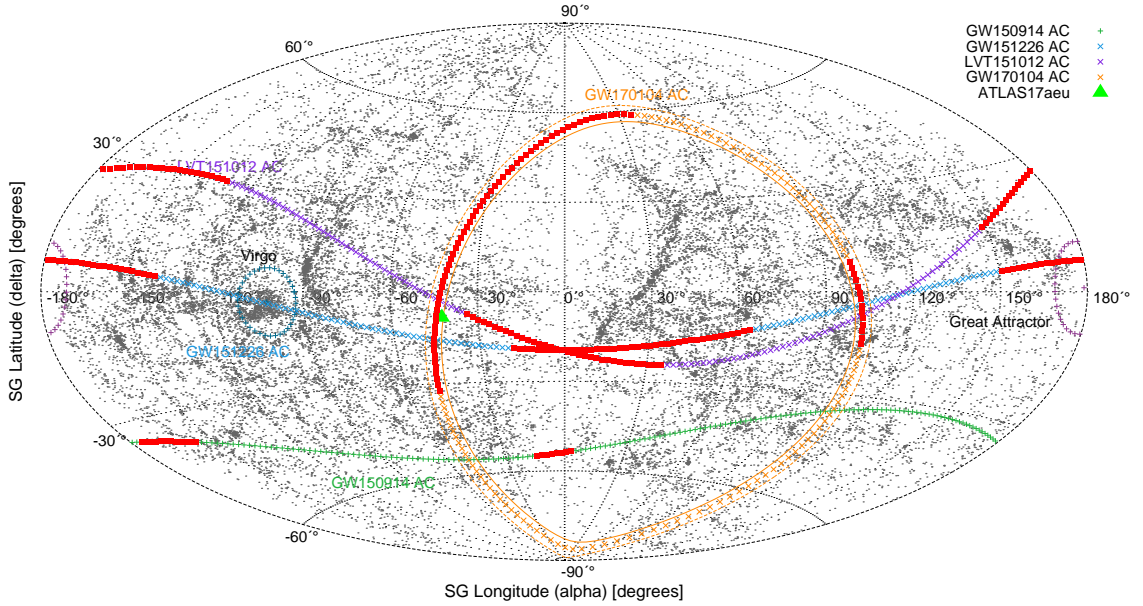 90´°
GW150914 AC
GW151226 AC
LVT151012 AC
GW170104 AC
ATLAS17aeu
60´°
GW170104 AC
30´°
LVT151012 AC
Virgo
-180´°
-150´°
-90´°
-60´°
-30´°
0´°
30´°
60´°
90´°
120´°
150´°
180´°
Great Attractor
GW151226 AC
-30´°
GW150914 AC
-60´°
-90´°
SG Latitude (delta) [degrees]
SG Longitude (alpha) [degrees]